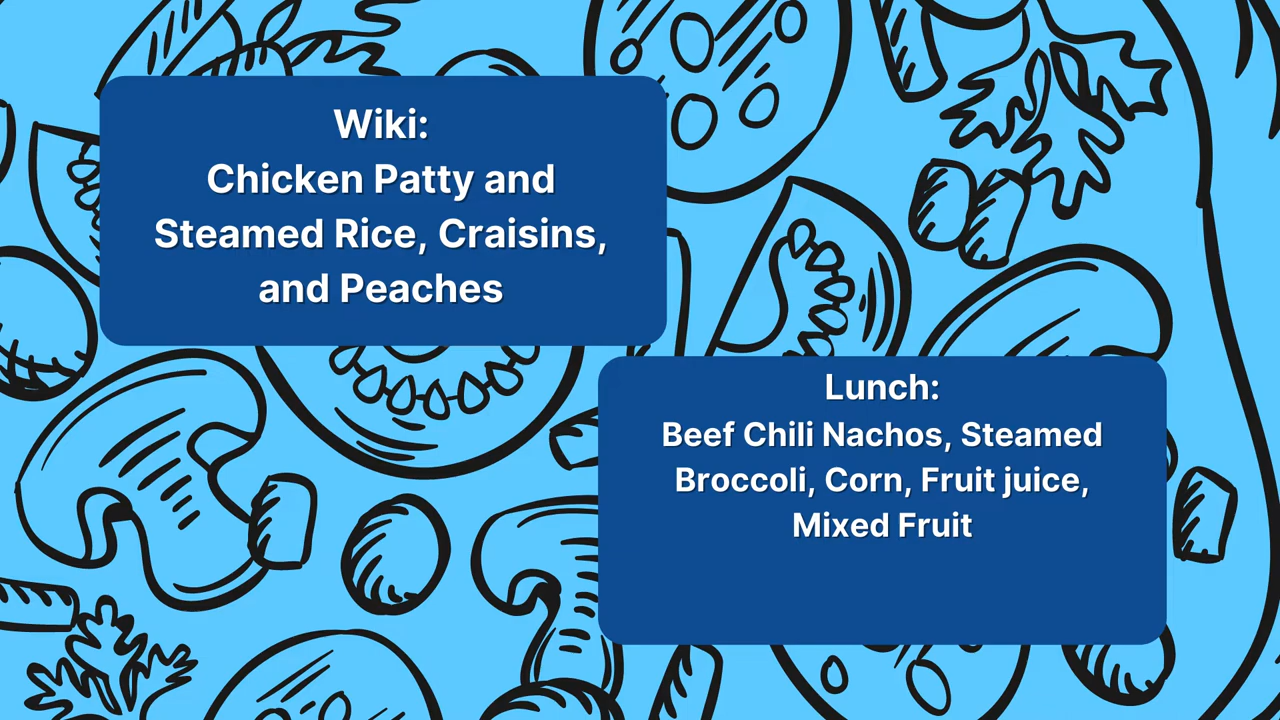 Wiki:
Chicken Patty and
Steamed Rice, Craisins,
and Peaches
Lunch:
Beef Chili Nachos, Steamed
Broccoli, Corn, Fruit juice,
Mixed Fruit